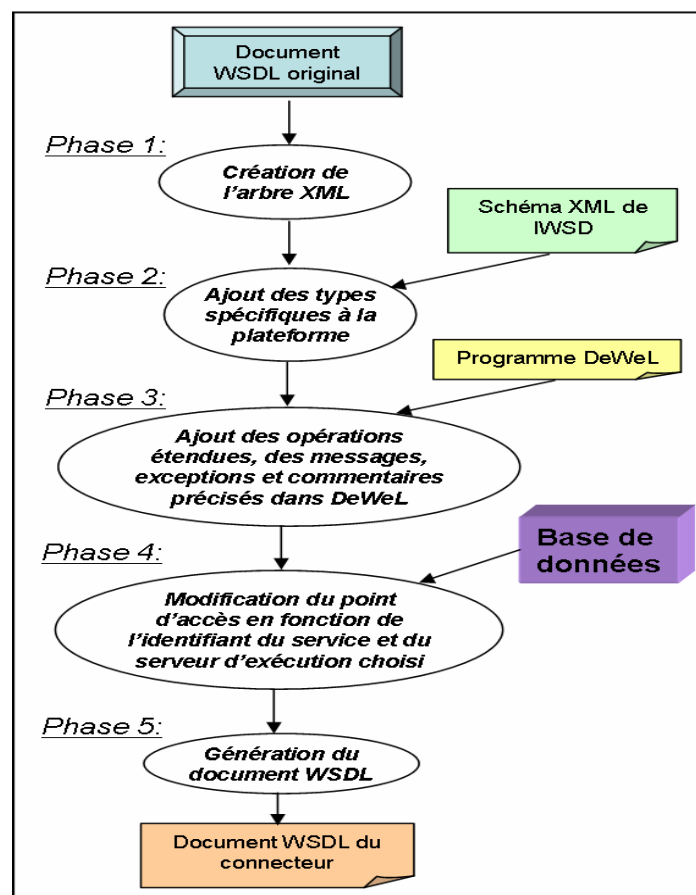 Document
WSDL original
Phase 1:
Création de
l'arbre XML
Schéma XML de
IWSD
Phase 2:
Ajout des types
spécifiques à la
plateforme
Programme DeWeL
Phase 3:
Ajout des opérations
étendues, des messages,
exceptions et commentaires
précisés dans DeWeL
Base de
données
Phase 4:
Modification du point
d'accès en fonction de
l'identifiant du service et du
serveur d'exécution choisi
Phase 5:
Génération du
document WSDL
Document WSDL du
connecteur